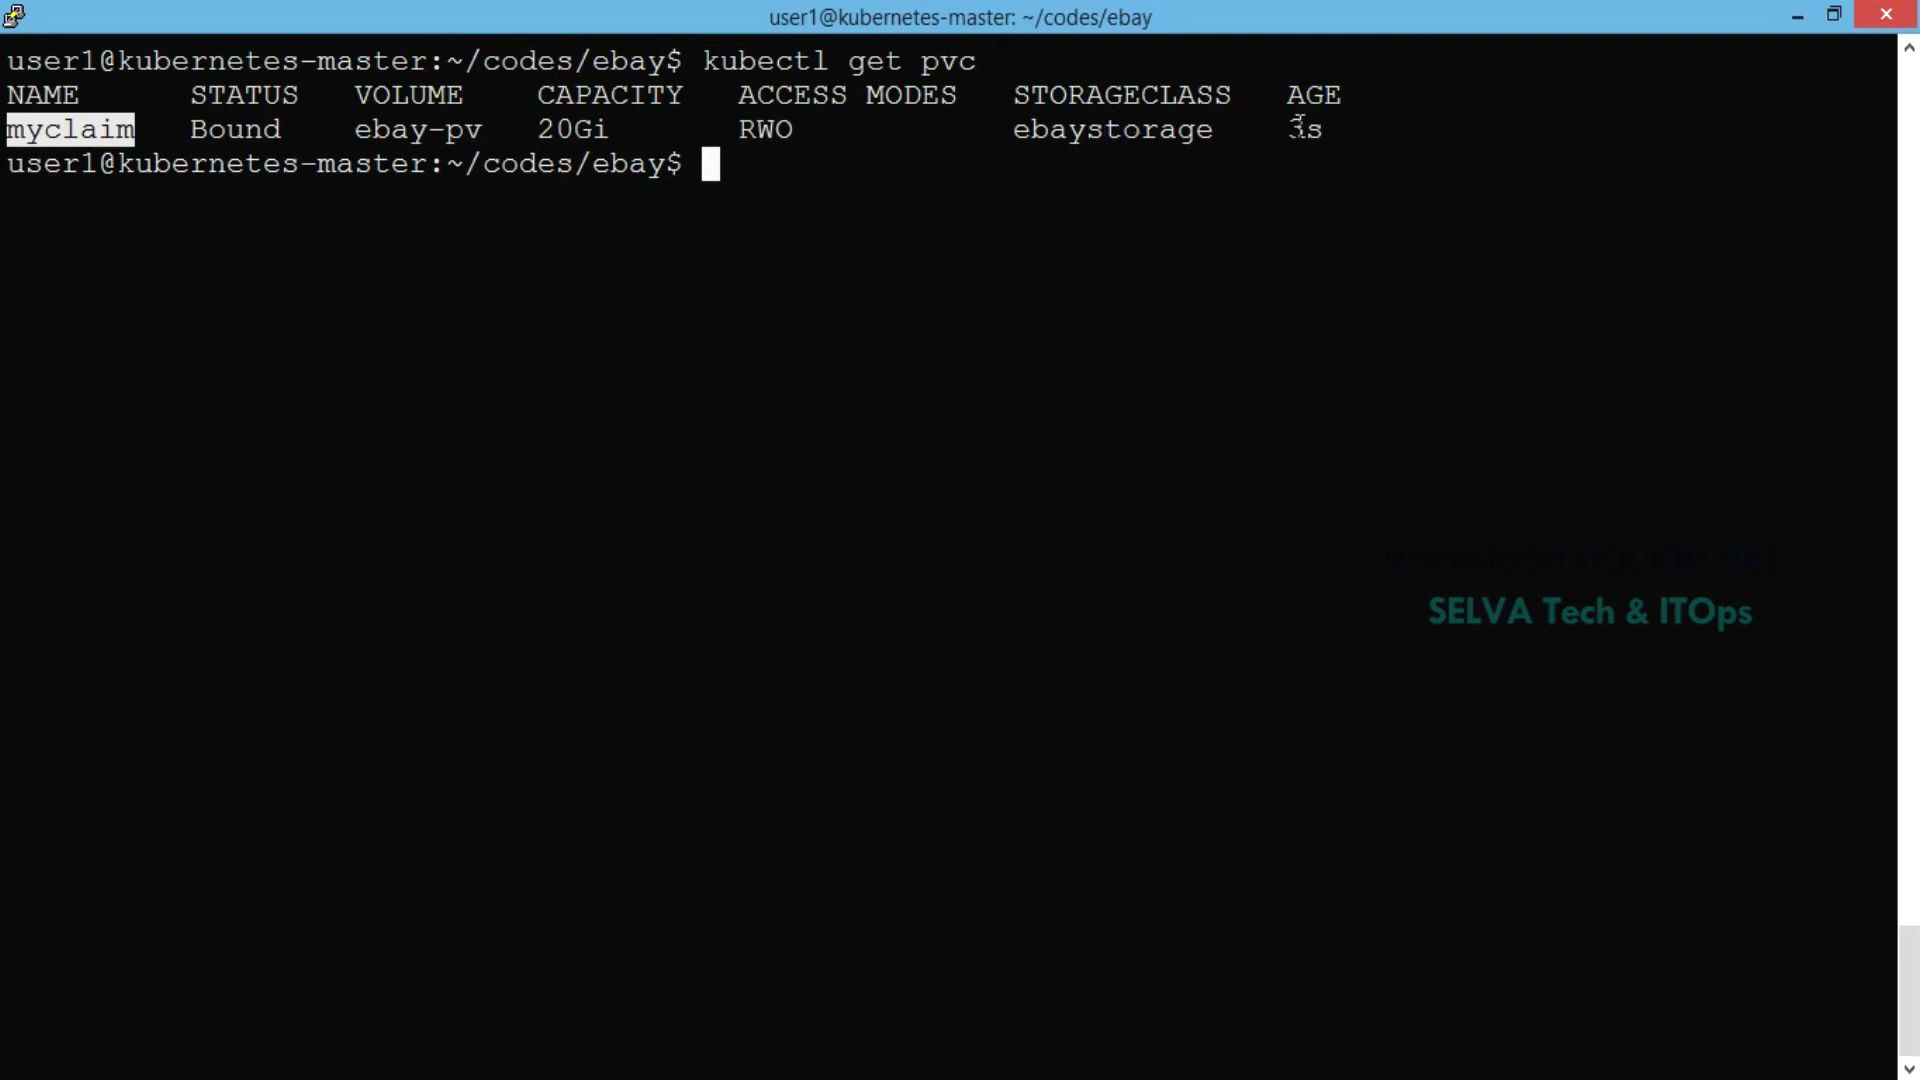 user1@kubernetes-master: ~/codes/ebay
user1@kubernetes-master:~/codes/ebay$ kubectl get pvc
NAME STATUS VOLUME CAPACITY ACCESS MODES STORAGECLASS AGE
myclaim Bound ebay-pv 20Gi RWO ebaystorage
user1@kubernetes-master:~/codes/ebay$
SELVA Tech & ITOps